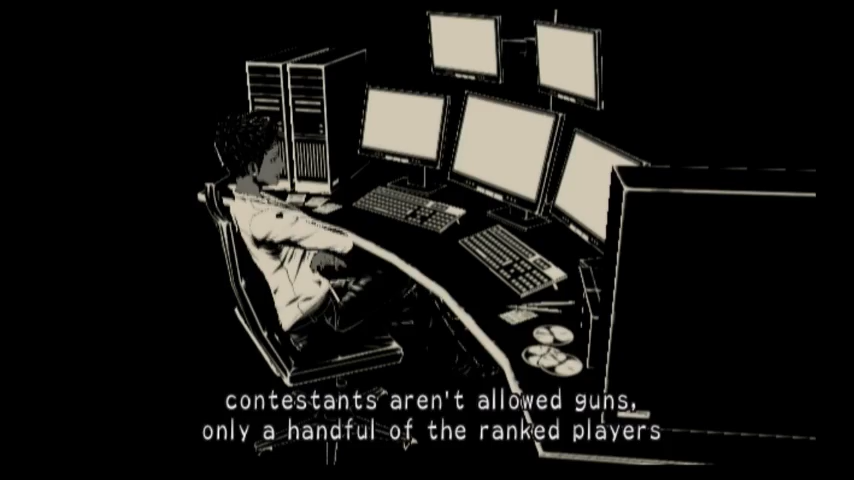 contestants aren't allowed guns,
only a handful of the ranked players